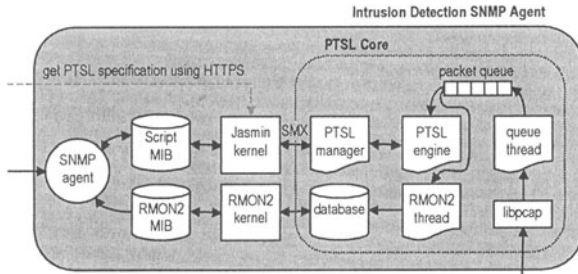 Intrusion Detection SNMP Agent
PTSL Core
get PTSL specification using HTTPS
packet queue
SNMP
agent
Script
MIB
Jasmin
kernel
SMX
PTSL
manager
PTSL
engine
queue
thread
RMON2
MIB
RMON2
kernel
database
RMON2
thread
libpcap